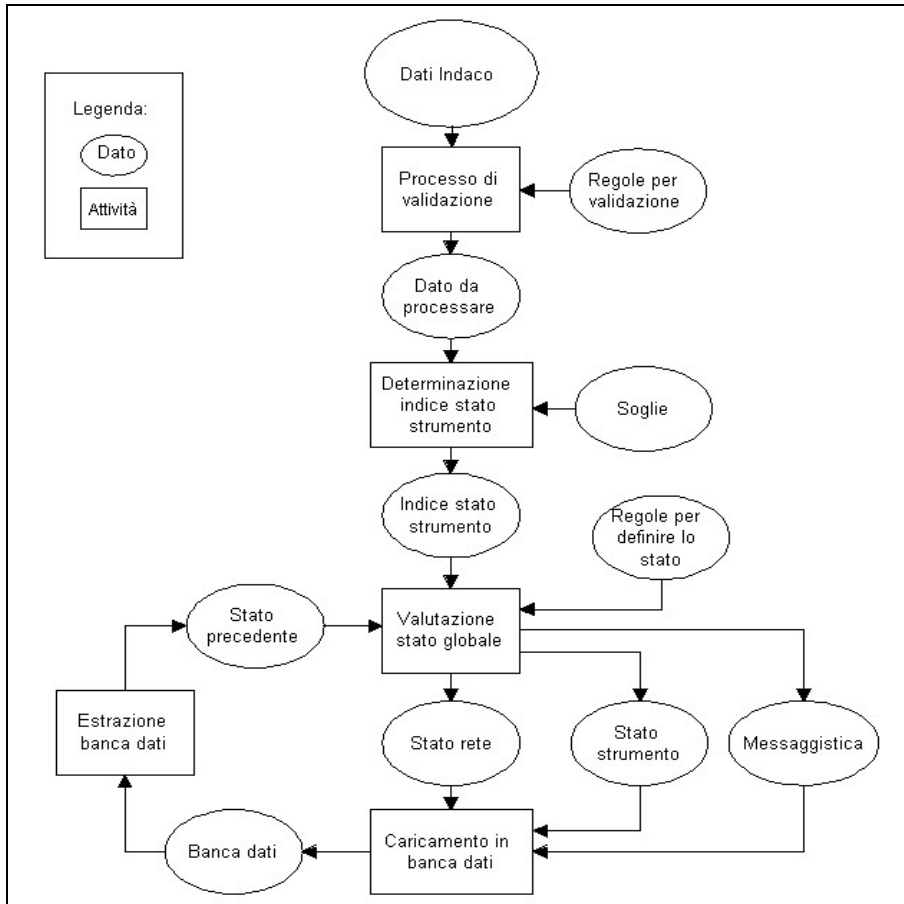 Dati Indaco
Legenda:
Dato
Attività
Processo di
validazione
Regole per
validazione
Dato da
processare
Determinazione
indice stato
strumento
Soglie
Indice stato
strumento
Regole per
definire lo
stato
Stato
precedente
Valutazione
stato globale
Estrazione
banca dati
Stato rete
Stato
strumento
Messaggistica
Banca dati
Caricamento in
banca dati